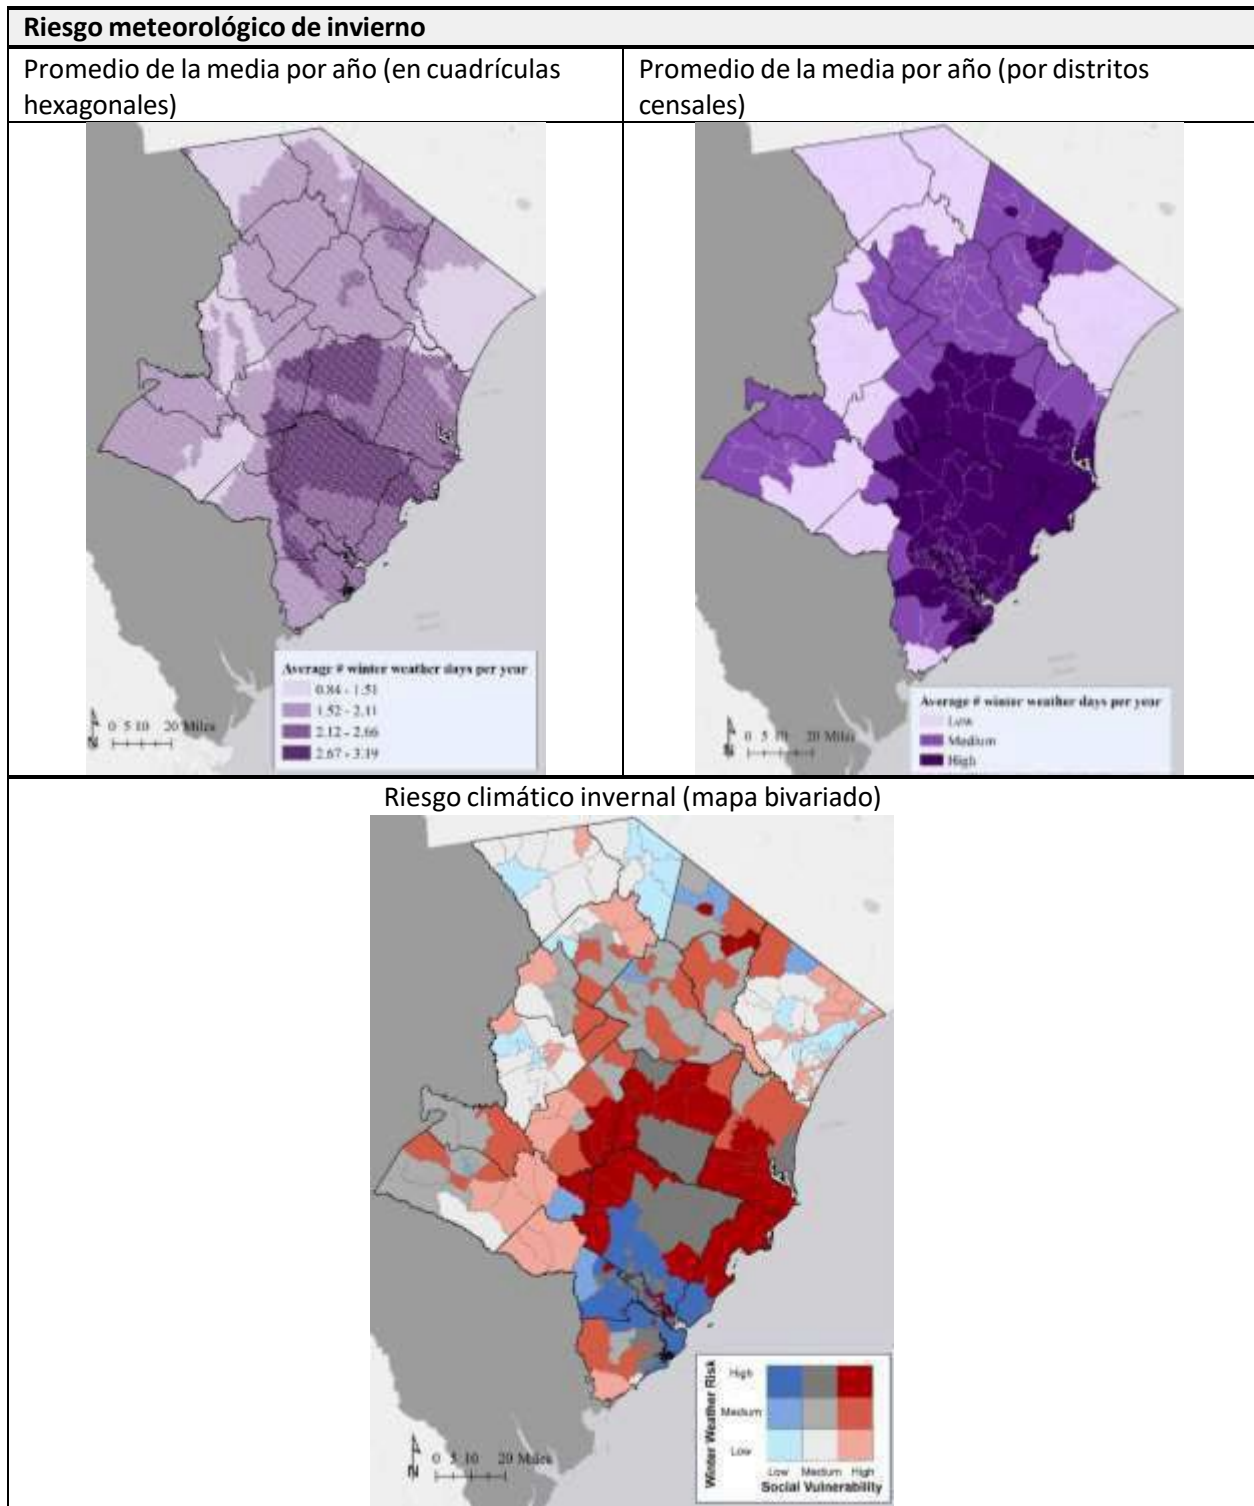 Riesgo meteorológico de invierno
Promedio de la media por año (en cuadrículas
hexagonales)
Promedio de la media por año (por distritos
censales)
Average # winter weather days per year
0.84 - 1.51
1.52 - 2.11
2.12 - 2.66
2.67 - 3.19
0 5 10 20 Miles
N
Average # winter weather days per year
Low
Medium
High
0 5 10 20 Miles
N
Riesgo climático invernal (mapa bivariado)
Winter Weather Risk
High
Medium
Low
Low Medium High
Social Vulnerability
0 5 10 20 Miles
N